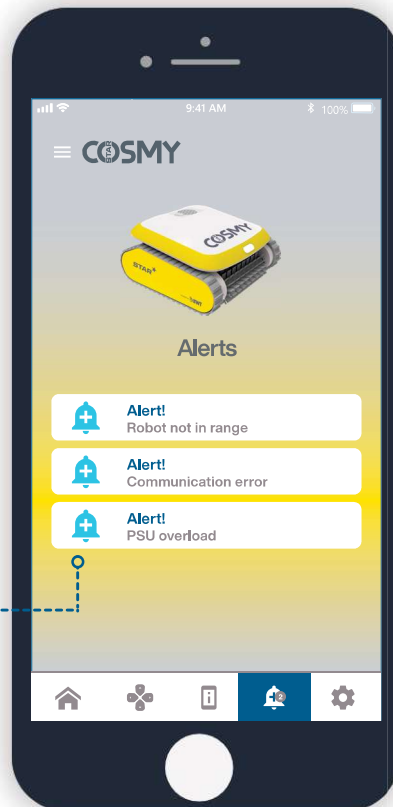 9:41 AM
100%
COSMY
STAR
COSMY
STAR
Alerts
Alert!
Robot not in range
Alert!
Communication error
Alert!
PSU overload
2